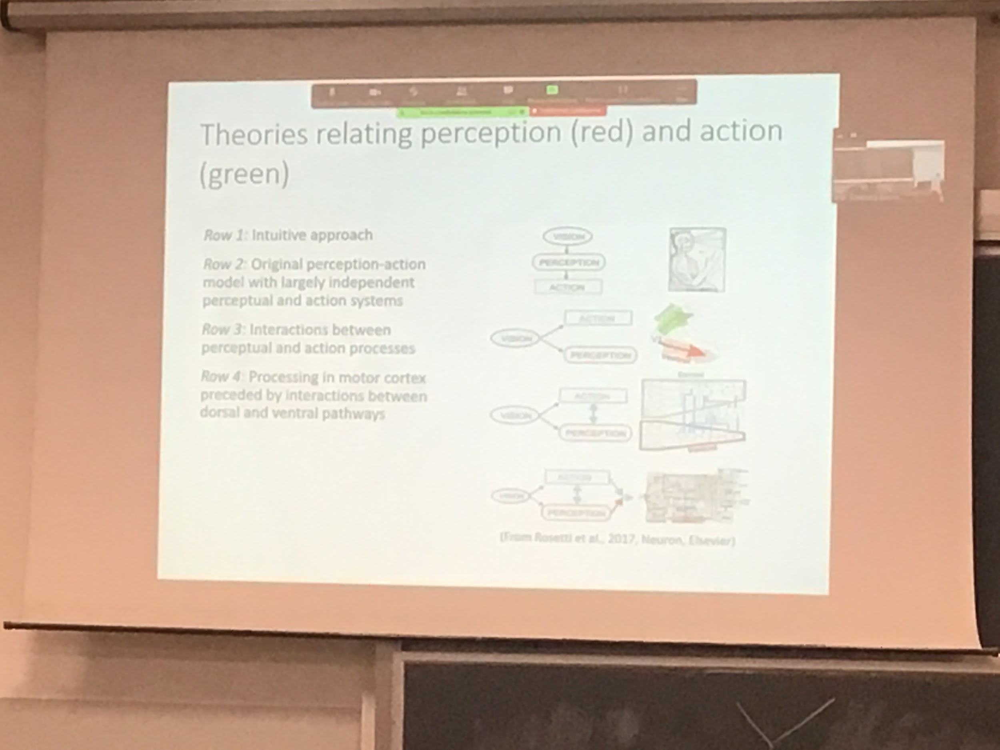 Theories relating perception (red) and action
(green)
Row 1: Intuitive approach
Row 2: Original perception-action
model with largely independent
perceptual and action systems
Row 3: Interactions between
perceptual and action processes
Row 4: Processing in motor cortex
preceded by interactions between
dorsal and ventral pathways
VISION
PERCEPTION
ACTION
ACTION
VISION
PERCEPTION
V1
ACTION
VISION
PERCEPTION
Dorsal
ACTION
VISION
PERCEPTION
(From Rosetti et al., 2017, Neuron, Elsevier)